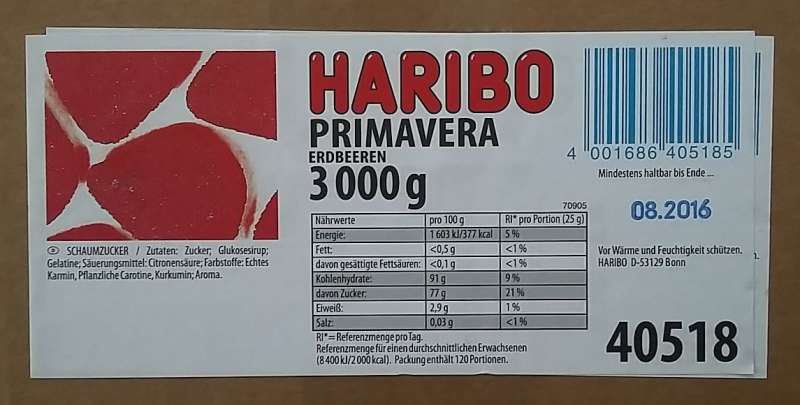 HARIBO
PRIMAVERA
ERDBEEREN
3 000 g
70905
Nährwerte pro 100 g RI* pro Portion (25 g)
Energie: 1 603 kJ/377 kcal 5 %
Fett: <0,5 g <1 %
davon gesättigte Fettsäuren: <0,1 g <1 %
Kohlenhydrate: 91 g 9 %
davon Zucker: 77 g 21 %
Eiweiß: 2,9 g 1 %
Salz: 0,03 g <1 %
RI* = Referenzmenge pro Tag.
Referenzmenge für einen durchschnittlichen Erwachsenen
(8 400 kJ/2 000 kcal). Packung enthält 120 Portionen.
D SCHAUMZUCKER / Zutaten: Zucker; Glukosesirup;
Gelatine; Säuerungsmittel: Citronensäure; Farbstoffe: Echtes
Karmin, Pflanzliche Carotine, Kurkumin; Aroma.
4 001686 405185
Mindestens haltbar bis Ende ...
08.2016
Vor Wärme und Feuchtigkeit schützen.
HARIBO D-53129 Bonn
40518